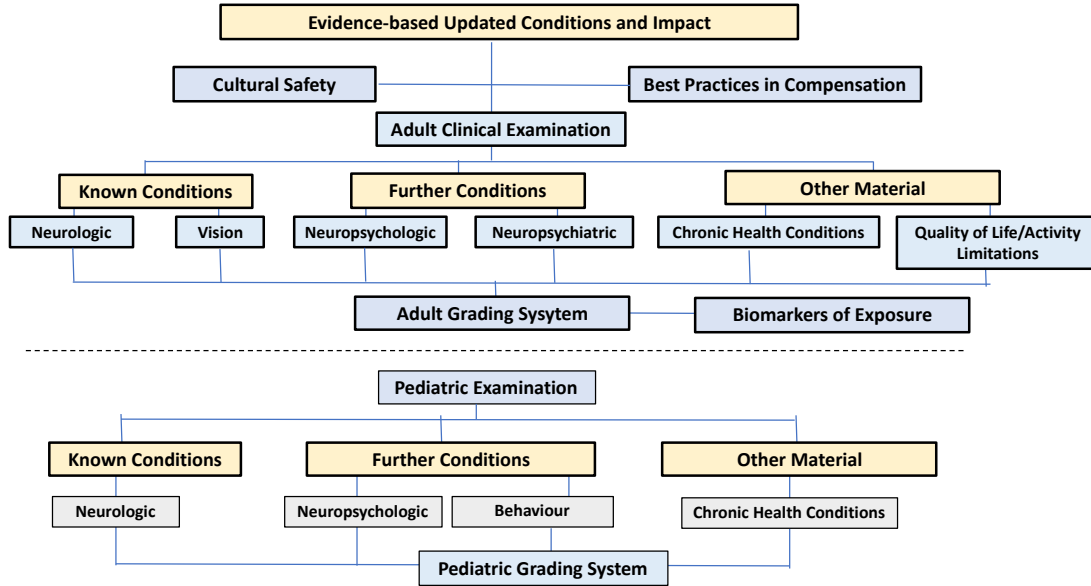 Evidence-based Updated Conditions and Impact
Cultural Safety
Best Practices in Compensation
Adult Clinical Examination
Known Conditions
Further Conditions
Other Material
Neurologic
Vision
Neuropsychologic
Neuropsychiatric
Chronic Health Conditions
Quality of Life/Activity
Limitations
Adult Grading Sysytem
Biomarkers of Exposure
Pediatric Examination
Known Conditions
Further Conditions
Other Material
Neurologic
Neuropsychologic
Behaviour
Chronic Health Conditions
Pediatric Grading System